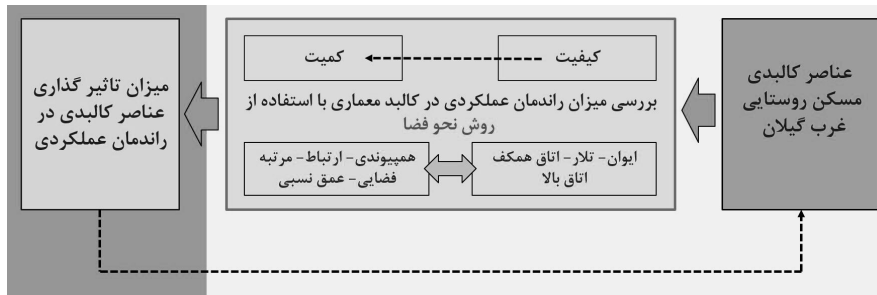 عناصر کالبدی
مسکن روستایی
غرب گیلان
کیفیت
کمیت
بررسی میزان راندمان عملکردی در کالبد معماری با استفاده از
روش نحو فضا
ایوان- تلار- اتاق همکف
اتاق بالا
همپیوندی- ارتباط- مرتبه
فضایی- عمق نسبی
میزان تاثیر گذاری
عناصر کالبدی در
راندمان عملکردی